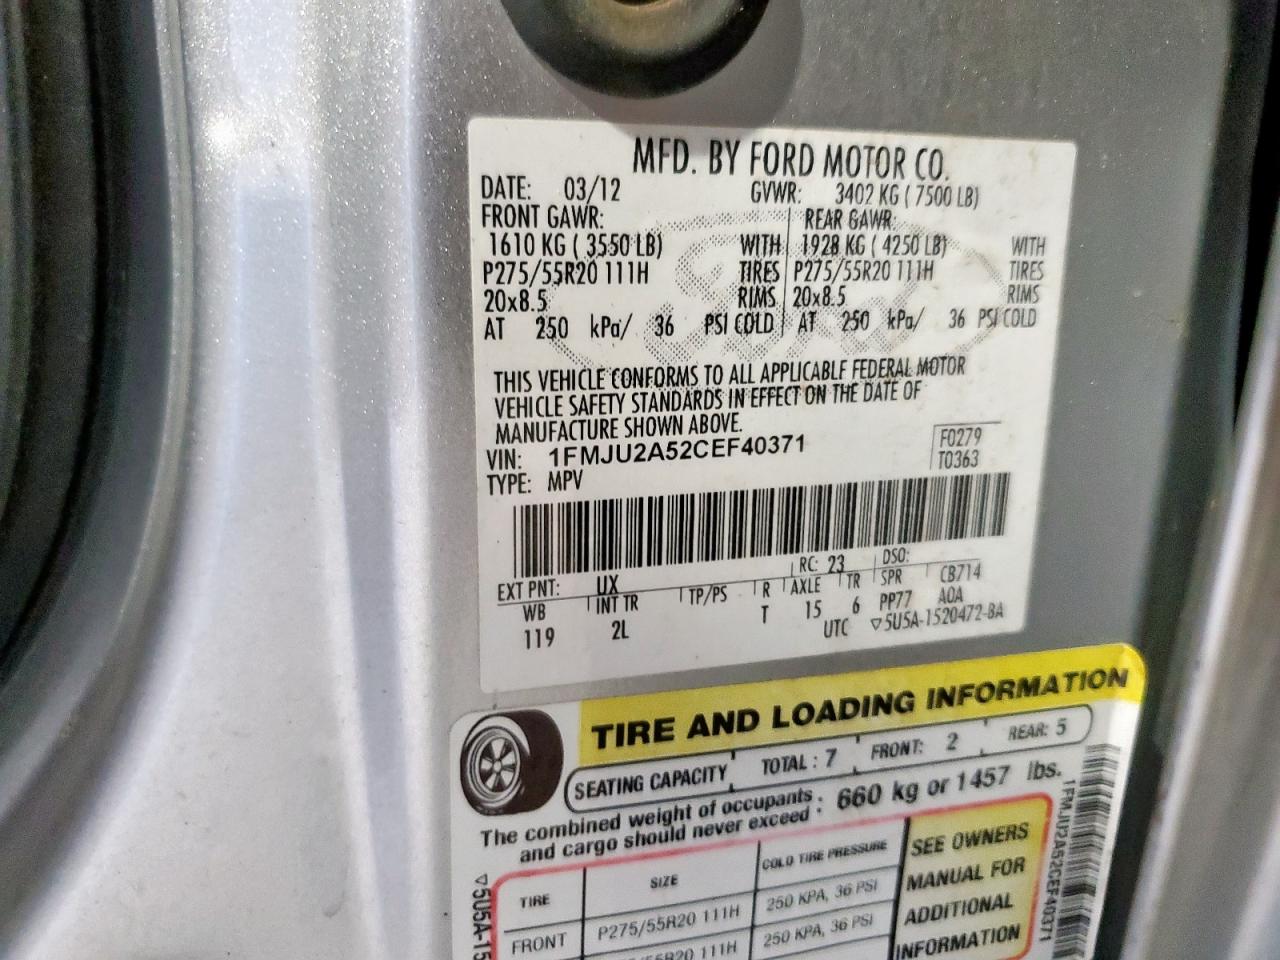 MFD. BY FORD MOTOR CO.
DATE: 03/12 GVWR: 3402 KG ( 7500 LB)
FRONT GAWR: REAR GAWR:
1610 KG ( 3550 LB) WITH 1928 KG ( 4250 LB) WITH
P275/55R20 111H TIRES P275/55R20 111H TIRES
20x8.5 RIMS 20x8.5 RIMS
AT 250 kPa/ 36 PSI COLD AT 250 kPa/ 36 PSI COLD
THIS VEHICLE CONFORMS TO ALL APPLICABLE FEDERAL MOTOR
VEHICLE SAFETY STANDARDS IN EFFECT ON THE DATE OF
MANUFACTURE SHOWN ABOVE.
VIN: 1FMJU2A52CEF40371
F0279
T0363
TYPE: MPV
EXT PNT: UX RC: 23 DSO:
WB INT TR TP/PS R AXLE TR SPR CB714
119 2L T 15 6 PP77 AOA
UTC ▽5U5A-1520472-BA
TIRE AND LOADING INFORMATION
SEATING CAPACITY TOTAL : 7 FRONT: 2 REAR: 5
The combined weight of occupants and cargo should never exceed : 660 kg or 1457 lbs.
TIRE SIZE COLD TIRE PRESSURE
FRONT P275/55R20 111H 250 KPA, 36 PSI
/55R20 111H 250 KPA, 36 PSI
SEE OWNERS
MANUAL FOR
ADDITIONAL
INFORMATION
1FMJU2A52CEF40371
▽5U5A-15